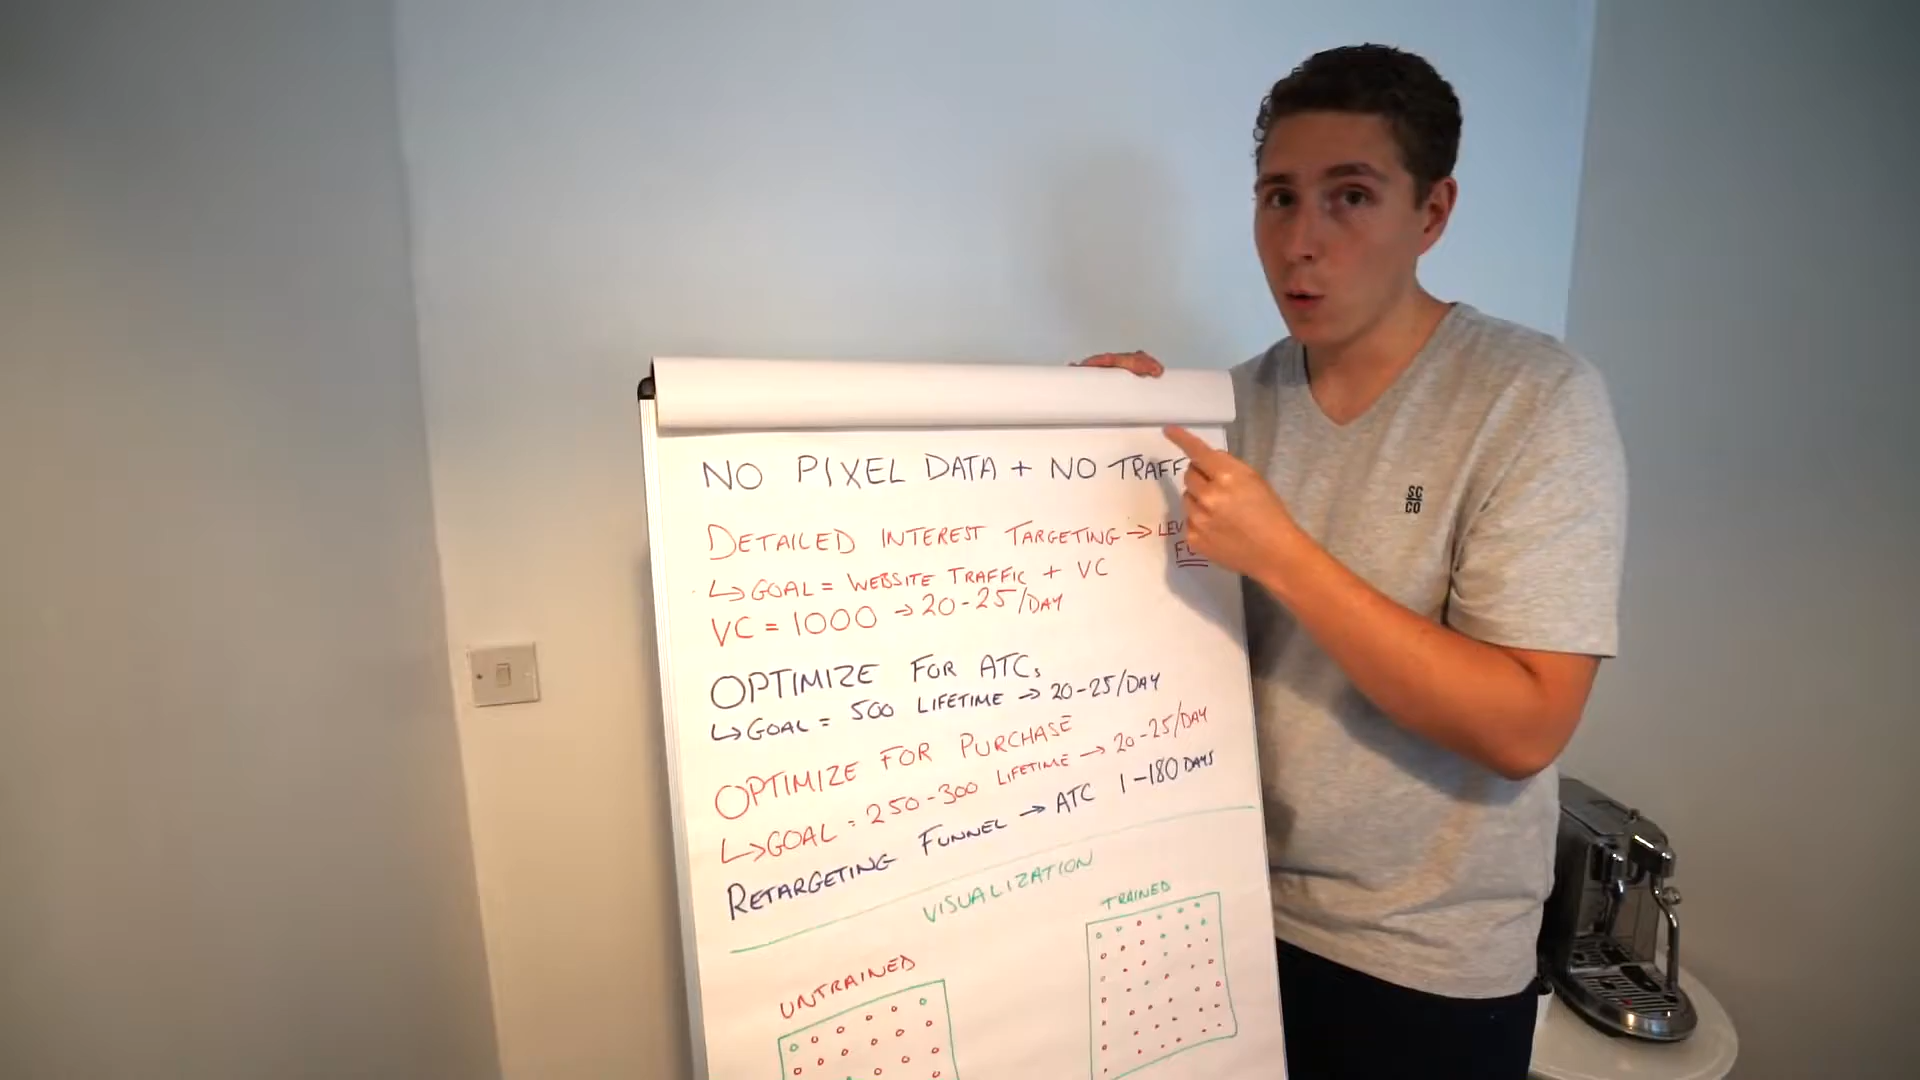 NO PIXEL DATA + NO TRAFF
DETAILED INTEREST TARGETING →
↳ GOAL = WEBSITE TRAFFIC + VC
VC = 1000 → 20-25/DAY
OPTIMIZE FOR ATCs
↳ GOAL = 500 LIFETIME → 20-25/DAY
OPTIMIZE FOR PURCHASE
↳ GOAL = 250-300 LIFETIME → 20-25/DAY
RETARGETING FUNNEL → ATC 1-180 DAYS
VISUALIZATION
UNTRAINED
TRAINED
SC
CO